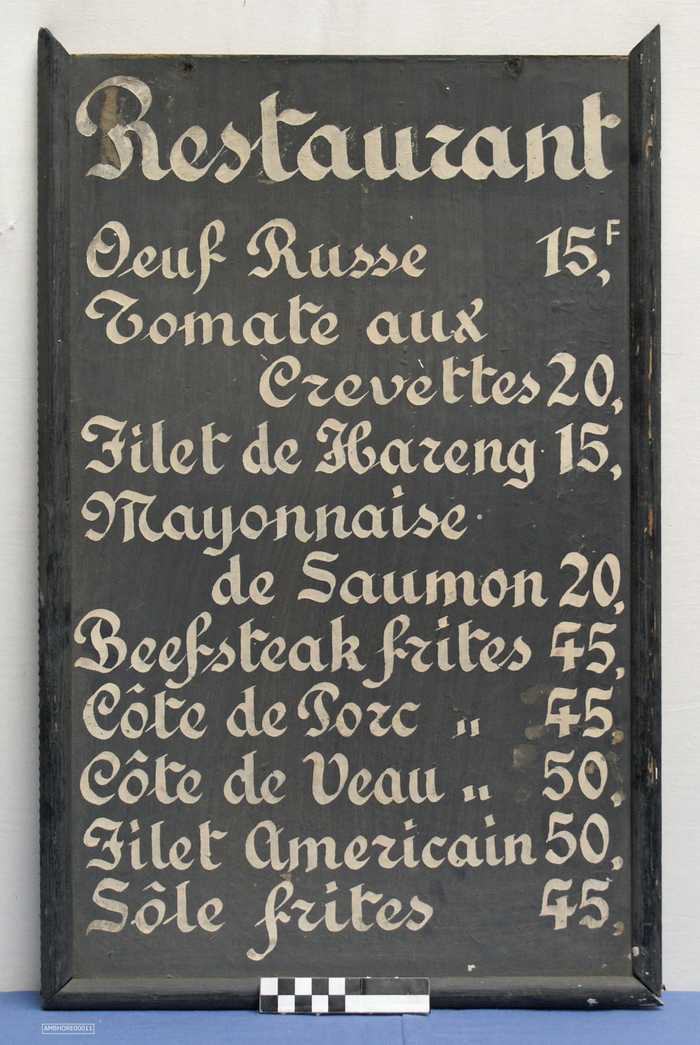 Restaurant
Oeuf Russe 15,F
Tomate aux
Crevettes 20,
Filet de Hareng 15,
Mayonnaise
de Saumon 20,
Beefsteak frites 45,
Côte de Porc " 45,
Côte de Veau " 50,
Filet Americain 50,
Sôle frites 45,
AMBHORE00011